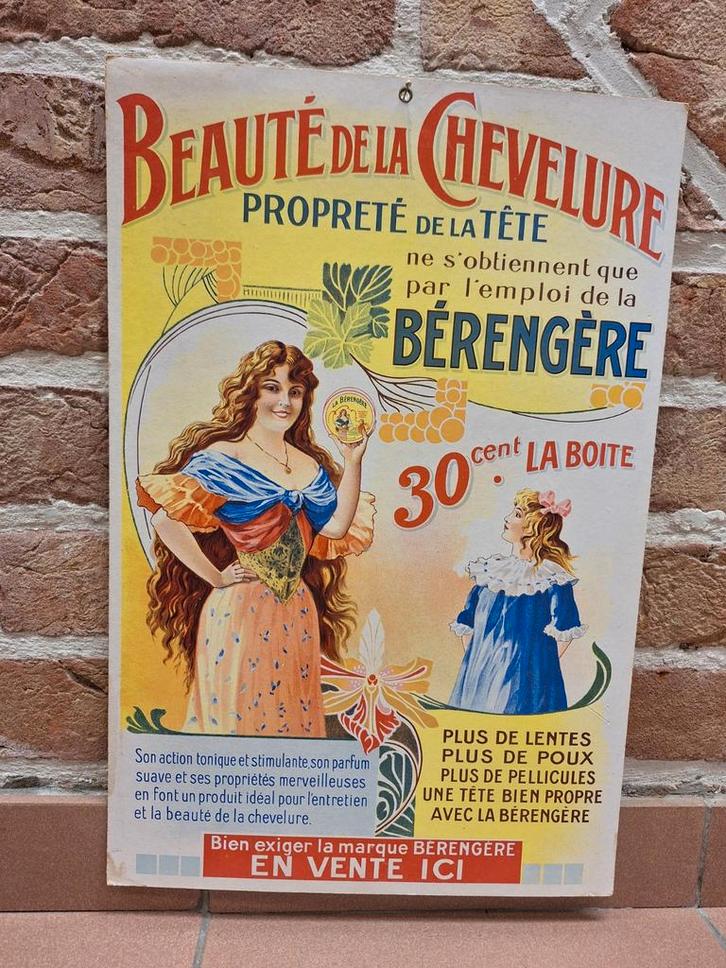 BEAUTÉ DE LA CHEVELURE
PROPRETÉ DE LA TÊTE
ne s'obtiennent que
par l'emploi de la
BÉRENGÈRE
LA BÉRENGÈRE
30 cent. LA BOITE
Son action tonique et stimulante, son parfum
suave et ses propriétés merveilleuses
en font un produit idéal pour l'entretien
et la beauté de la chevelure.
PLUS DE LENTES
PLUS DE POUX
PLUS DE PELLICULES
UNE TÊTE BIEN PROPRE
AVEC LA BÉRENGÈRE
Bien exiger la marque BÉRENGÈRE
EN VENTE ICI